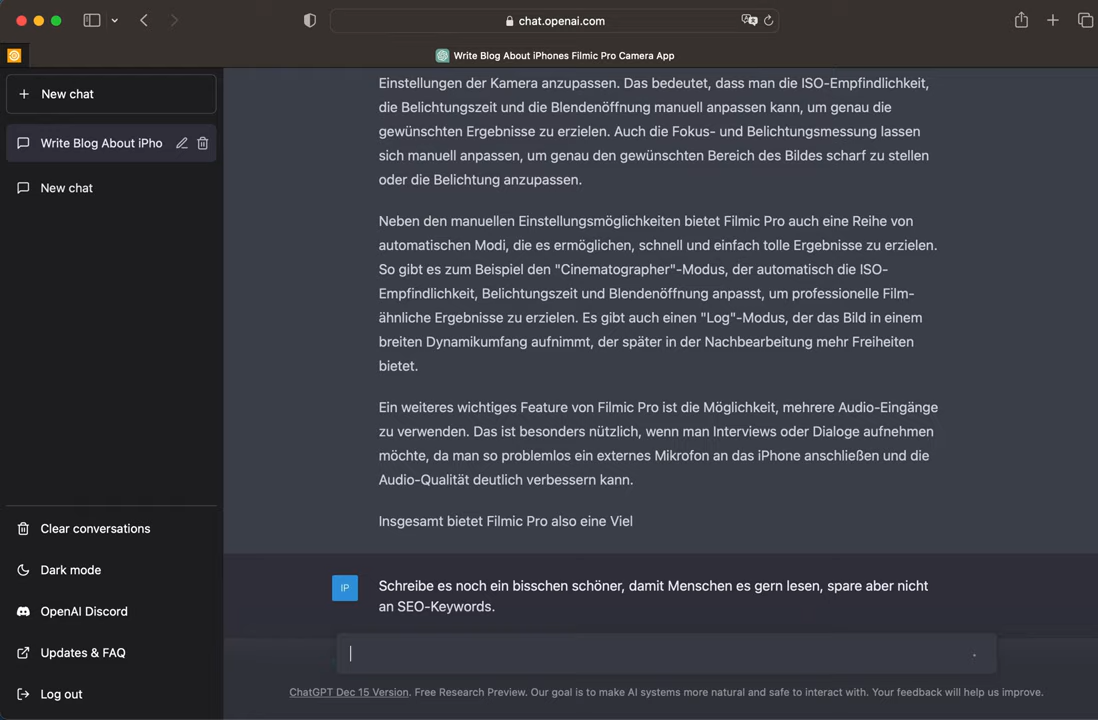 chat.openai.com
Write Blog About iPhones Filmic Pro Camera App
New chat
Write Blog About iPho
New chat
Clear conversations
Dark mode
OpenAI Discord
Updates & FAQ
Log out
Einstellungen der Kamera anzupassen. Das bedeutet, dass man die ISO-Empfindlichkeit,
die Belichtungszeit und die Blendenöffnung manuell anpassen kann, um genau die
gewünschten Ergebnisse zu erzielen. Auch die Fokus- und Belichtungsmessung lassen
sich manuell anpassen, um genau den gewünschten Bereich des Bildes scharf zu stellen
oder die Belichtung anzupassen.
Neben den manuellen Einstellungsmöglichkeiten bietet Filmic Pro auch eine Reihe von
automatischen Modi, die es ermöglichen, schnell und einfach tolle Ergebnisse zu erzielen.
So gibt es zum Beispiel den "Cinematographer"-Modus, der automatisch die ISO-
Empfindlichkeit, Belichtungszeit und Blendenöffnung anpasst, um professionelle Film-
ähnliche Ergebnisse zu erzielen. Es gibt auch einen "Log"-Modus, der das Bild in einem
breiten Dynamikumfang aufnimmt, der später in der Nachbearbeitung mehr Freiheiten
bietet.
Ein weiteres wichtiges Feature von Filmic Pro ist die Möglichkeit, mehrere Audio-Eingänge
zu verwenden. Das ist besonders nützlich, wenn man Interviews oder Dialoge aufnehmen
möchte, da man so problemlos ein externes Mikrofon an das iPhone anschließen und die
Audio-Qualität deutlich verbessern kann.
Insgesamt bietet Filmic Pro also eine Viel
IP
Schreibe es noch ein bisschen schöner, damit Menschen es gern lesen, spare aber nicht
an SEO-Keywords.
ChatGPT Dec 15 Version. Free Research Preview. Our goal is to make AI systems more natural and safe to interact with. Your feedback will help us improve.